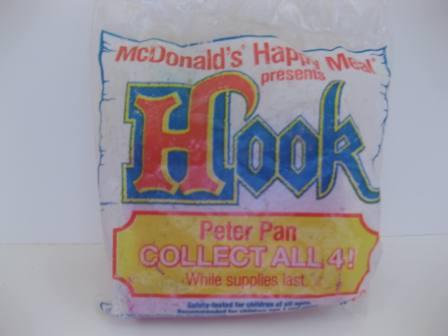 McDonald's® Happy Meal®
presents
Hook
Peter Pan
COLLECT ALL 4!
While supplies last.
Safety-tested for children of all ages.